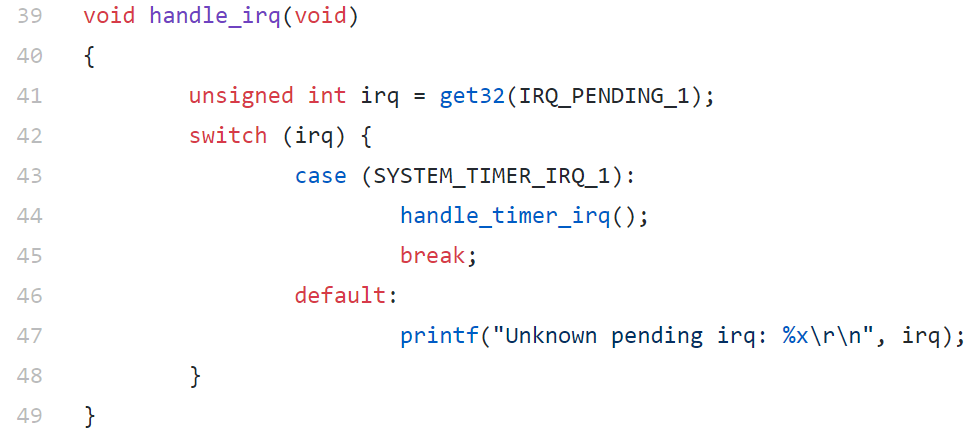 39 void handle_irq(void)
40 {
41         unsigned int irq = get32(IRQ_PENDING_1);
42         switch (irq) {
43                 case (SYSTEM_TIMER_IRQ_1):
44                         handle_timer_irq();
45                         break;
46                 default:
47                         printf("Unknown pending irq: %x\r\n", irq);
48         }
49 }